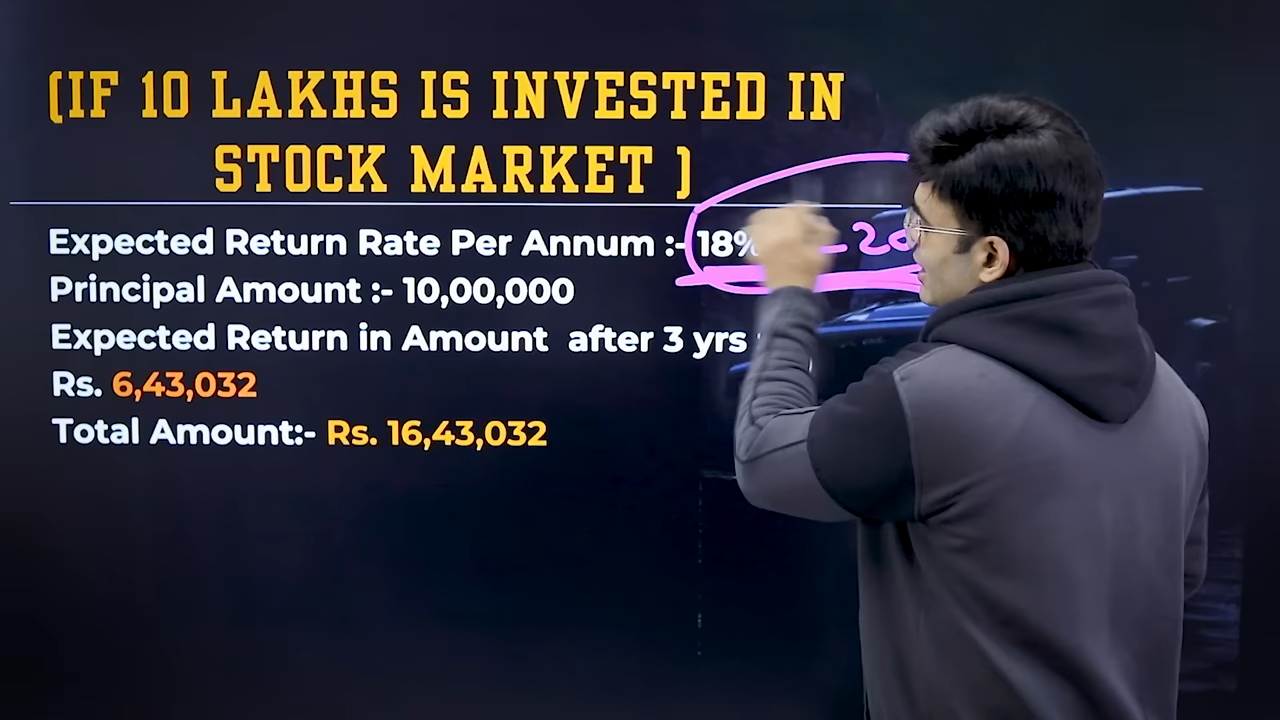 (IF 10 LAKHS IS INVESTED IN
STOCK MARKET )
Expected Return Rate Per Annum :- 18%
Principal Amount :- 10,00,000
Expected Return in Amount after 3 yrs
Rs. 6,43,032
Total Amount:- Rs. 16,43,032